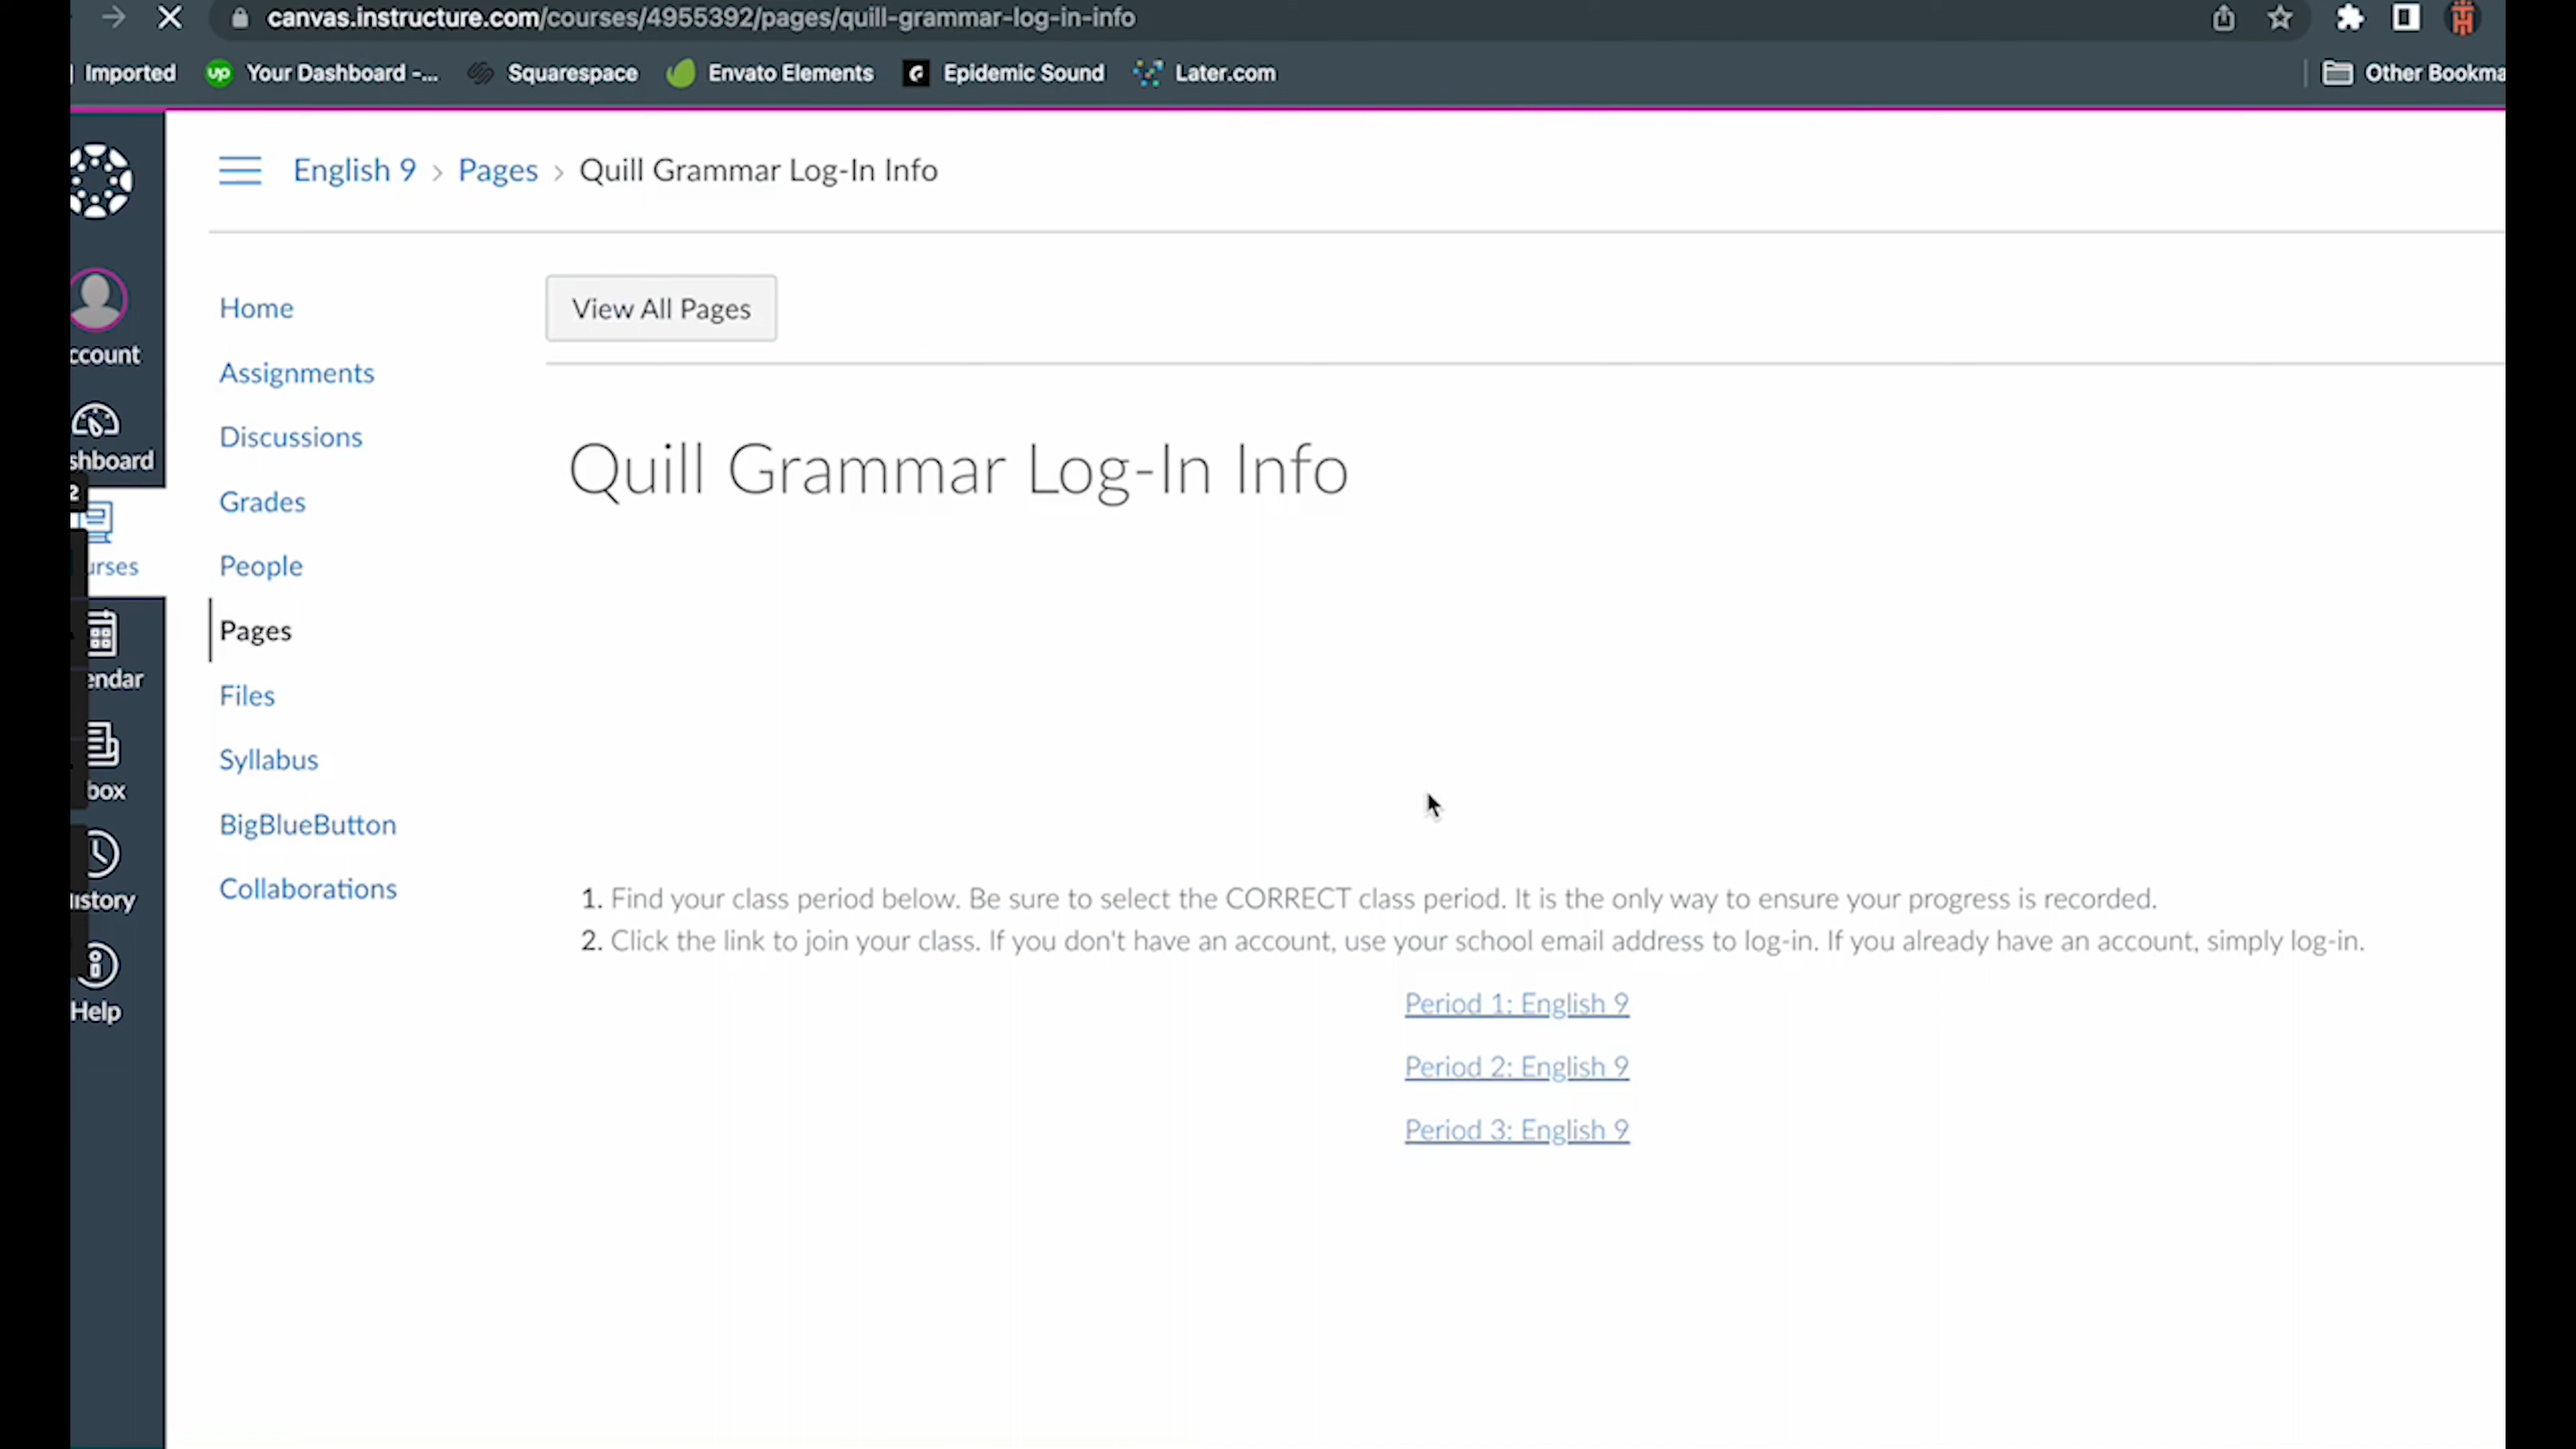 canvas.instructure.com/courses/4955392/pages/quill-grammar-log-in-info
Imported up Your Dashboard -... Squarespace Envato Elements Epidemic Sound Later.com Other Bookma
English 9 > Pages > Quill Grammar Log-In Info
View All Pages
Home
ccount
Assignments
Discussions
shboard
Quill Grammar Log-In Info
2
Grades
urses
People
Pages
endar
Files
Syllabus
box
BigBlueButton
Collaborations
istory
1. Find your class period below. Be sure to select the CORRECT class period. It is the only way to ensure your progress is recorded.
2. Click the link to join your class. If you don't have an account, use your school email address to log-in. If you already have an account, simply log-in.
Help
Period 1: English 9
Period 2: English 9
Period 3: English 9